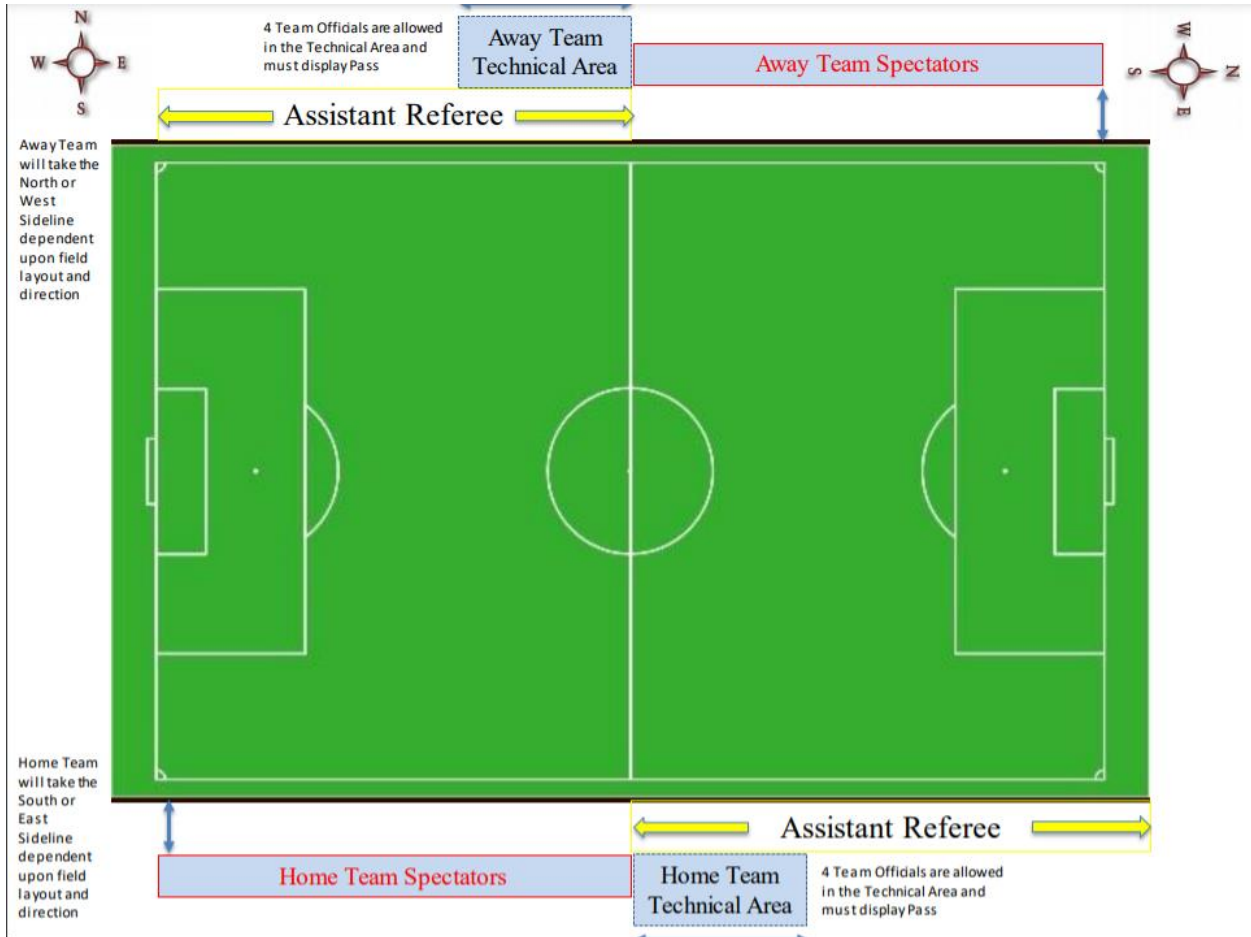 N
W E
S
4 Team Officials are allowed
in the Technical Area and
must display Pass
Away Team
Technical Area
Away Team Spectators
W
S N
E
Assistant Referee
Away Team
will take the
North or
West
Sideline
dependent
upon field
layout and
direction
Home Team
will take the
South or
East
Sideline
dependent
upon field
layout and
direction
Assistant Referee
Home Team Spectators
Home Team
Technical Area
4 Team Officials are allowed
in the Technical Area and
must display Pass